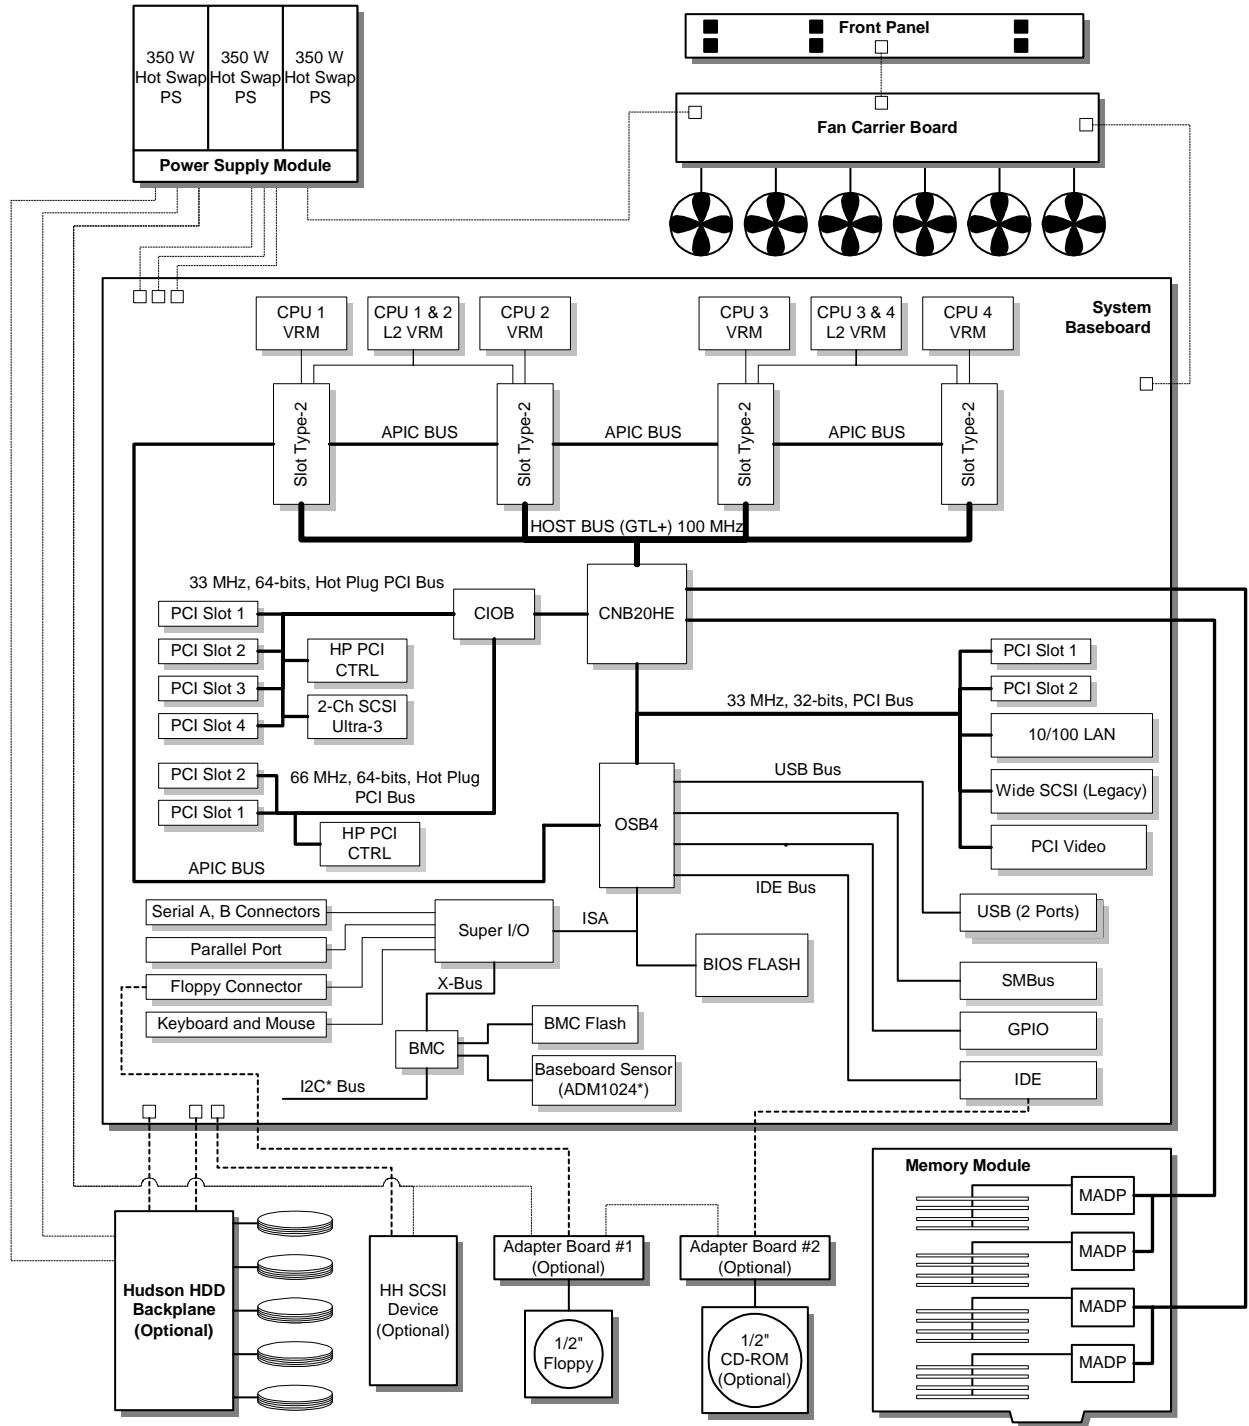 350 W
Hot Swap
PS
350 W
Hot Swap
PS
350 W
Hot Swap
PS
Power Supply Module
Front Panel
Fan Carrier Board
System
Baseboard
CPU 1
VRM
CPU 1 & 2
L2 VRM
CPU 2
VRM
CPU 3
VRM
CPU 3 & 4
L2 VRM
CPU 4
VRM
Slot Type-2
Slot Type-2
Slot Type-2
Slot Type-2
APIC BUS
APIC BUS
APIC BUS
HOST BUS (GTL+) 100 MHz
33 MHz, 64-bits, Hot Plug PCI Bus
PCI Slot 1
PCI Slot 2
PCI Slot 3
PCI Slot 4
HP PCI
CTRL
2-Ch SCSI
Ultra-3
CIOB
CNB20HE
PCI Slot 2
PCI Slot 1
66 MHz, 64-bits, Hot Plug
PCI Bus
HP PCI
CTRL
33 MHz, 32-bits, PCI Bus
PCI Slot 1
PCI Slot 2
10/100 LAN
Wide SCSI (Legacy)
PCI Video
OSB4
USB Bus
IDE Bus
APIC BUS
Serial A, B Connectors
Parallel Port
Floppy Connector
Keyboard and Mouse
Super I/O
ISA
X-Bus
BIOS FLASH
USB (2 Ports)
SMBus
GPIO
IDE
BMC
BMC Flash
Baseboard Sensor
(ADM1024*)
I2C* Bus
Hudson HDD
Backplane
(Optional)
HH SCSI
Device
(Optional)
Adapter Board #1
(Optional)
1/2"
Floppy
Adapter Board #2
(Optional)
1/2"
CD-ROM
(Optional)
Memory Module
MADP
MADP
MADP
MADP